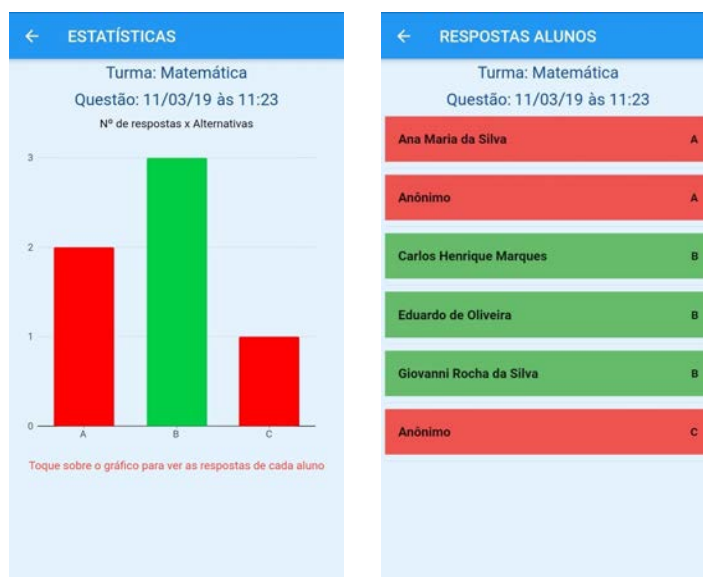 ESTATÍSTICAS
Turma: Matemática
Questão: 11/03/19 às 11:23
Nº de respostas x Alternativas
3
2
1
0
A B C
Toque sobre o gráfico para ver as respostas de cada aluno
RESPOSTAS ALUNOS
Turma: Matemática
Questão: 11/03/19 às 11:23
Ana Maria da Silva A
Anônimo A
Carlos Henrique Marques B
Eduardo de Oliveira B
Giovanni Rocha da Silva B
Anônimo C